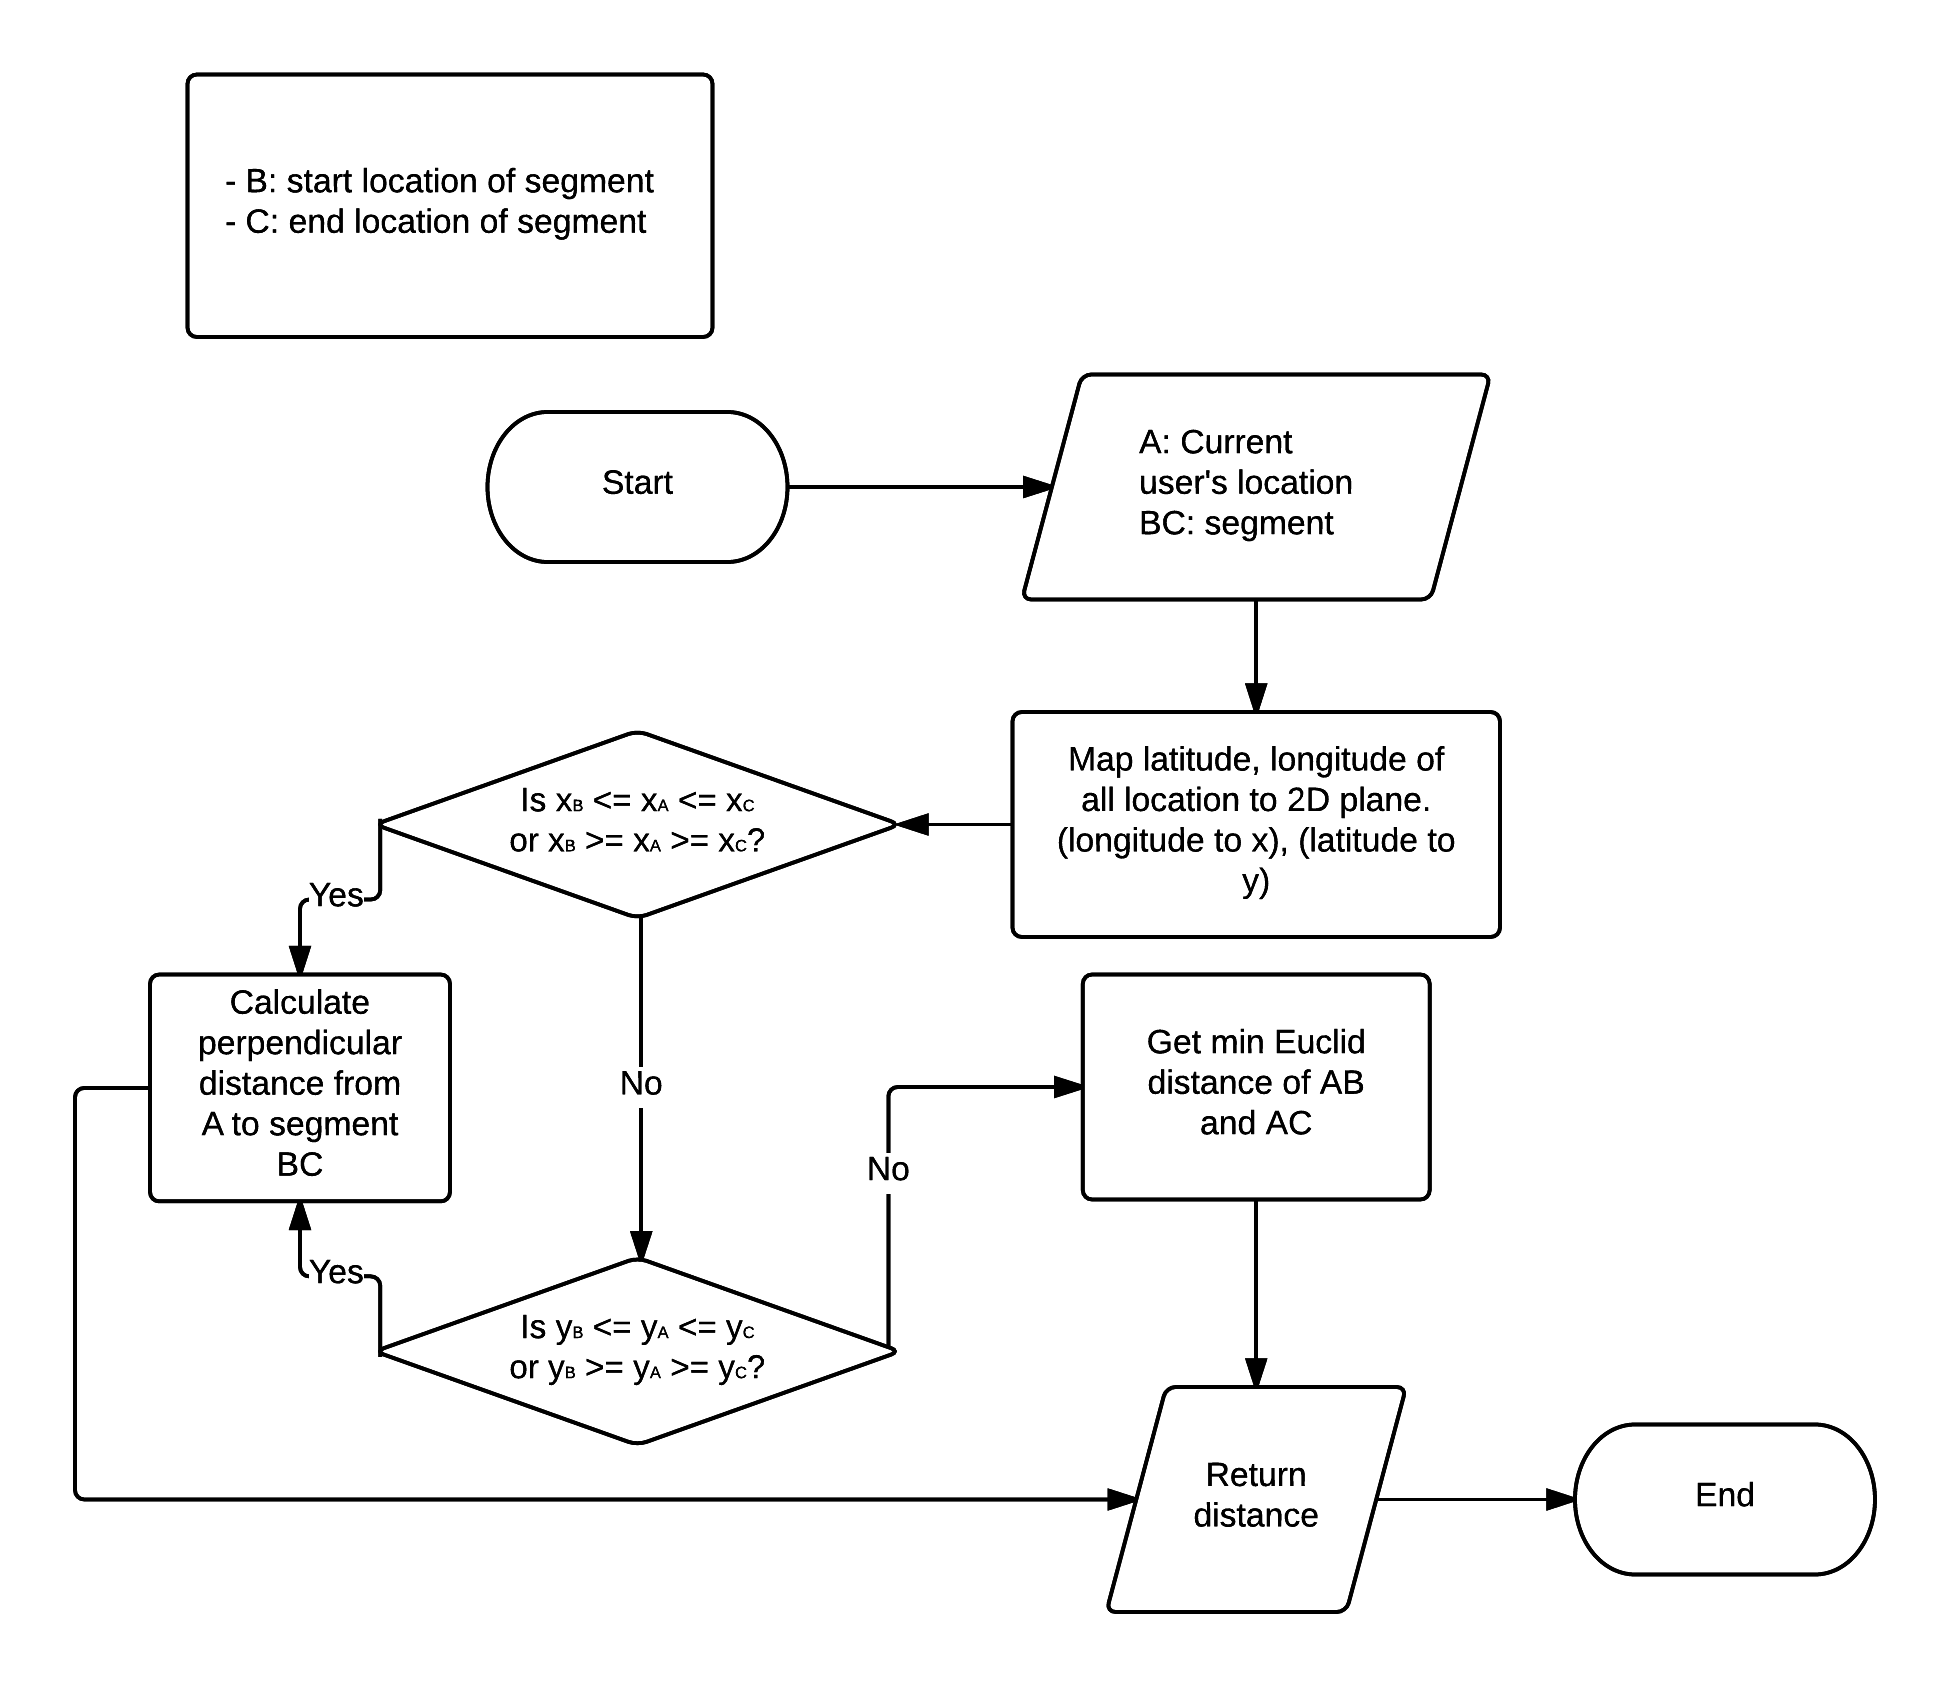 - B: start location of segment
- C: end location of segment
Start
A: Current
user's location
BC: segment
Map latitude, longitude of
all location to 2D plane.
(longitude to x), (latitude to
y)
Is xB <= xA <= xC
or xB >= xA >= xC?
Yes
No
Calculate
perpendicular
distance from
A to segment
BC
Yes
Is yB <= yA <= yC
or yB >= yA >= yC?
No
Get min Euclid
distance of AB
and AC
Return
distance
End